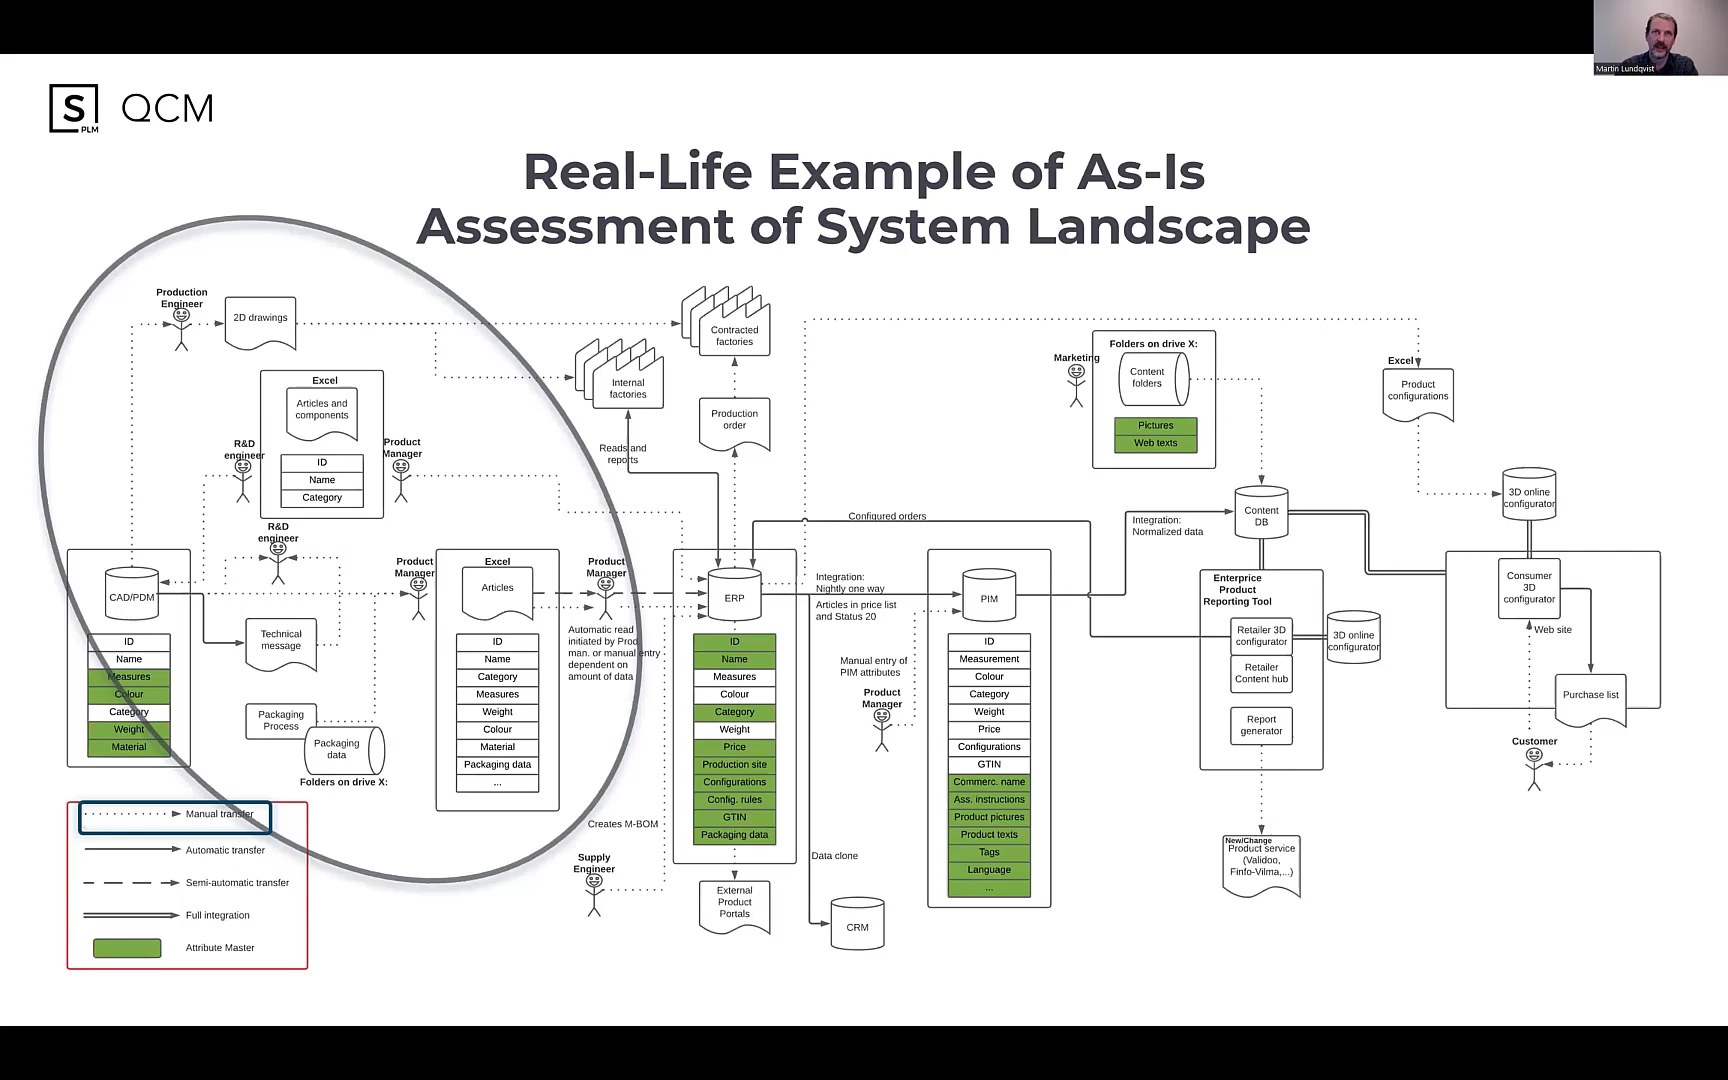 Martin Lundqvist
S
PLM
QCM
Real-Life Example of As-Is
Assessment of System Landscape
Production
Engineer
2D drawings
Contracted
factories
Internal
factories
Production
order
Reads and
reports
Excel
Articles and
components
ID
Name
Category
R&D
engineer
Product
Manager
R&D
engineer
CAD/PDM
ID
Name
Measures
Colour
Category
Weight
Material
Technical
message
Packaging
Process
Packaging
data
Folders on drive X:
Product
Manager
Excel
Articles
ID
Name
Category
Measures
Weight
Colour
Material
Packaging data
...
Product
Manager
Automatic read
initiated by Prod
man. or manual entry
dependent on
amount of data
Creates M-BOM
Supply
Engineer
ERP
ID
Name
Measures
Colour
Category
Weight
Price
Production site
Configurations
Config. rules
GTIN
Packaging data
External
Product
Portals
Configured orders
Integration:
Nightly one way
Articles in price list
and Status 20
Manual entry of
PIM attributes
Product
Manager
Data clone
CRM
PIM
ID
Measurement
Colour
Category
Weight
Price
Configurations
GTIN
Commerc. name
Ass. instructions
Product pictures
Product texts
Tags
Language
...
Marketing
Folders on drive X:
Content
folders
Pictures
Web texts
Integration:
Normalized data
Content
DB
Enterprice
Product
Reporting Tool
Retailer 3D
configurator
Retailer
Content hub
Report
generator
3D online
configurator
New/Change
Product service
(Validoo,
Finfo-Vilma,...)
Excel
Product
configurations
3D online
configurator
Consumer
3D
configurator
Web site
Purchase list
Customer
Manual transfer
Automatic transfer
Semi-automatic transfer
Full integration
Attribute Master